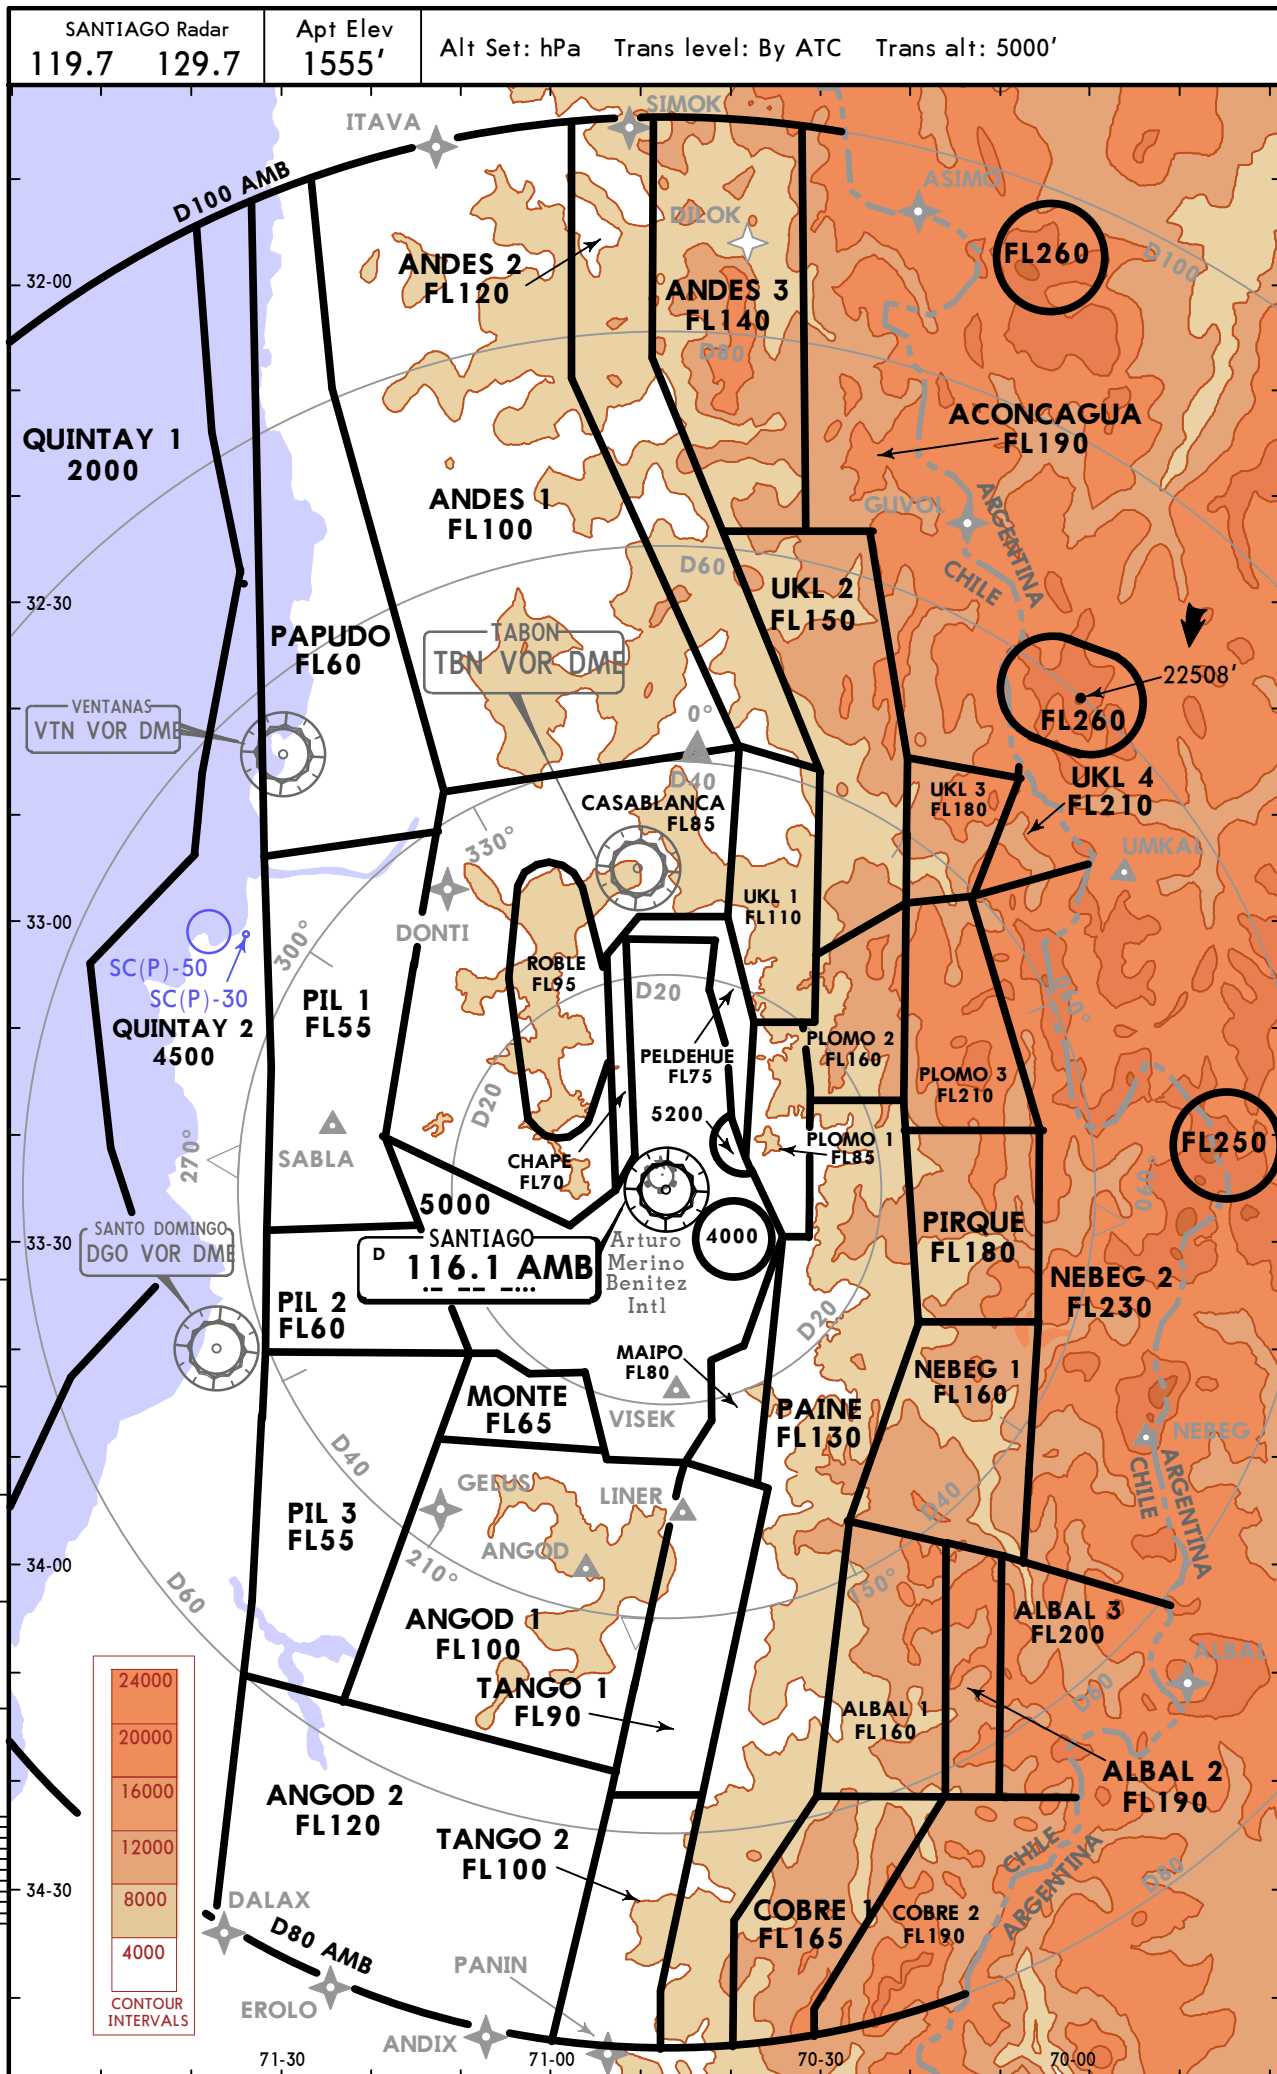 SANTIAGO Radar
119.7 129.7
Apt Elev
1555'
Alt Set: hPa Trans level: By ATC Trans alt: 5000'
SIMOK
ITAVA
D100 AMB
ASIMO
DILOK
FL260
D100
ANDES 2
FL120
32-00
ANDES 3
FL140
D80
QUINTAY 1
2000
ACONCAGUA
FL190
ANDES 1
FL100
GUVOL
ARGENTINA
CHILE
D60
UKL 2
FL150
32-30
PAPUDO
FL60
TABON
TBN VOR DME
22508'
FL260
VENTANAS
VTN VOR DME
0°
D40
UKL 4
FL210
UKL 3
FL180
CASABLANCA
FL85
330°
UMKAL
UKL 1
FL110
33-00
DONTI
300°
ROBLE
FL95
SC(P)-50
SC(P)-30
D20
PIL 1
FL55
QUINTAY 2
4500
D60
060°
PLOMO 2
FL160
PELDEHUE
FL75
PLOMO 3
FL210
D20
5200
FL250
PLOMO 1
FL85
270°
SABLA
CHAPE
FL70
090°
5000
33-30
SANTO DOMINGO
DGO VOR DME
SANTIAGO
D 116.1 AMB
Arturo
Merino
Benitez
Intl
4000
PIRQUE
FL180
NEBEG 2
FL230
PIL 2
FL60
D20
MAIPO
FL80
NEBEG 1
FL160
MONTE
FL65
VISEK
PAINE
FL130
NEBEG
D40
ARGENTINA
CHILE
GELUS
LINER
D40
PIL 3
FL55
ANGOD
34-00
210°
150°
D60
ANGOD 1
FL100
ALBAL 3
FL200
ALBAL
TANGO 1
FL90
D60
ALBAL 1
FL160
24000
20000
16000
12000
8000
4000
CONTOUR
INTERVALS
ANGOD 2
FL120
ALBAL 2
FL190
TANGO 2
FL100
CHILE
ARGENTINA
D80
34-30
DALAX
D80 AMB
COBRE 1
FL165
COBRE 2
FL190
PANIN
EROLO
ANDIX
71-30
71-00
70-30
70-00